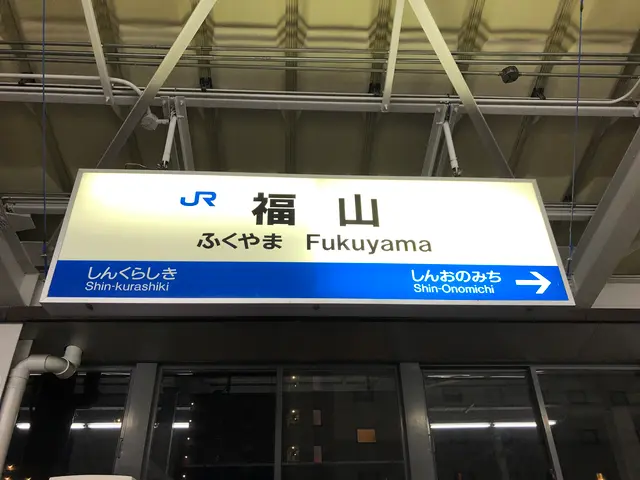 JR 福山
ふくやま Fukuyama
しんくらしき しんおのみち →
Shin-kurashiki Shin-Onomichi